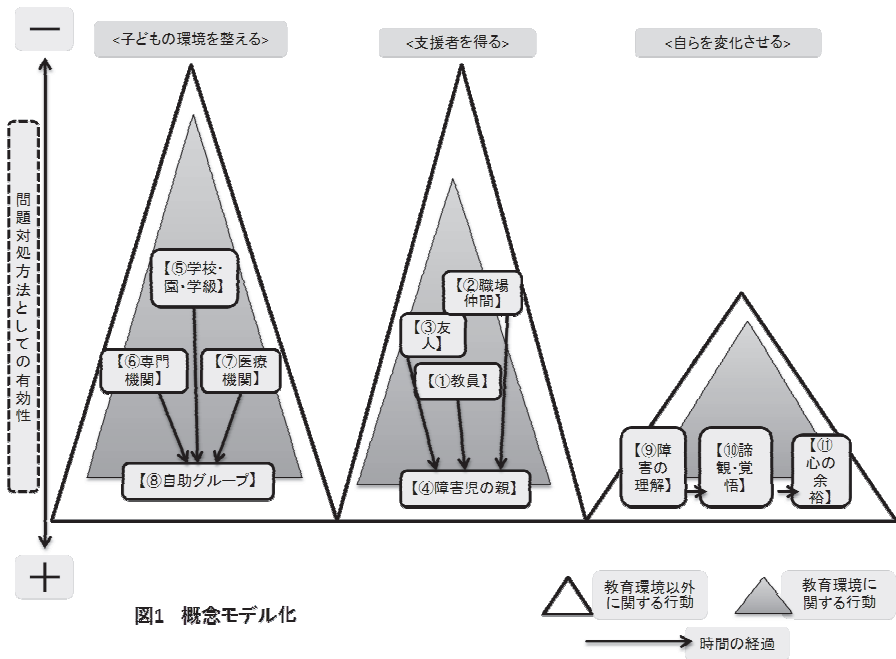 －
<子どもの環境を整える>
<支援者を得る>
<自らを変化させる>
問題対処方法としての有効性
【⑤学校・
園・学級】
【⑥専門
機関】
【⑦医療
機関】
【⑧自助グループ】
【②職場
仲間】
【③友
人】
【①教員】
【④障害児の親】
【⑨障
害の
理解】
【⑩諦
観・覚
悟】
【⑪
心の
余
裕】
＋
図1 概念モデル化
教育環境以外
に関する行動
教育環境に
関する行動
時間の経過